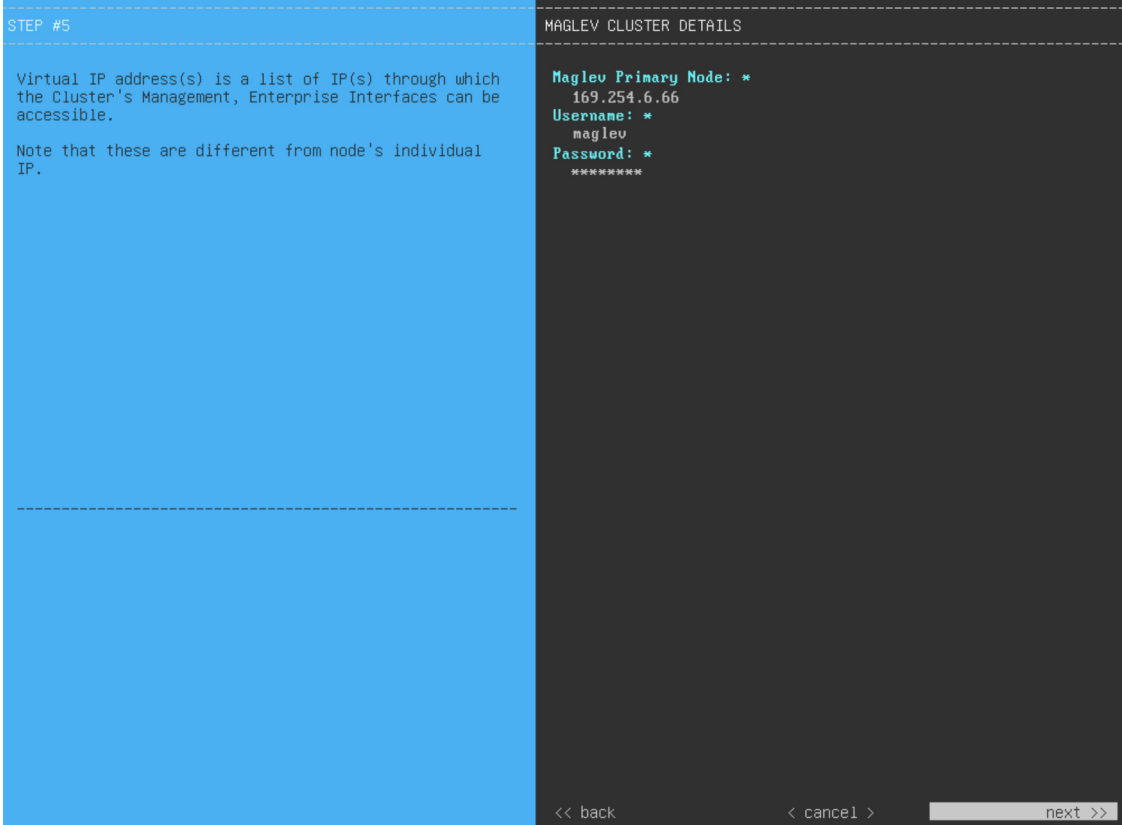 STEP #5
Virtual IP address(s) is a list of IP(s) through which
the Cluster's Management, Enterprise Interfaces can be
accessible.
Note that these are different from node's individual
IP.
MAGLEV CLUSTER DETAILS
Maglev Primary Node: *
169.254.6.66
Username: *
maglev
Password: *
********
<< back < cancel > next >>